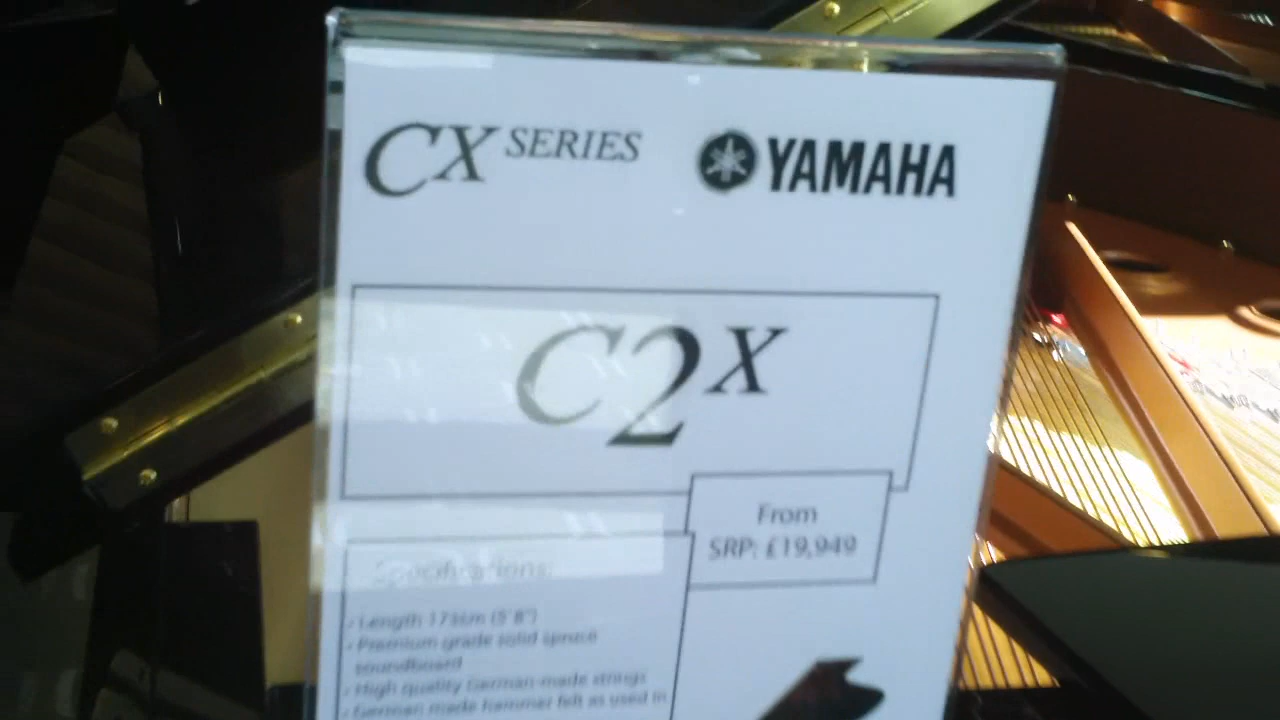 CX SERIES YAMAHA
C2X
From
SRP: £19,949
Specifications:
- Length 173cm (5'8")
- Premium grade solid spruce
soundboard
- High quality German-made strings
- German made hammer felt as used in